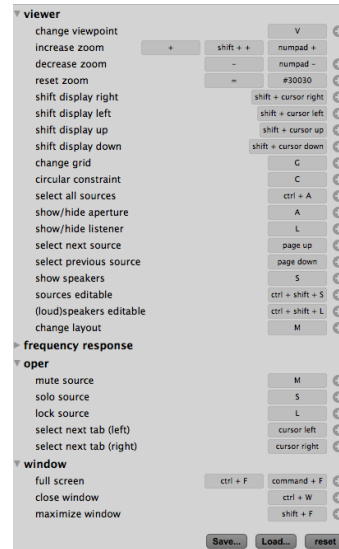 viewer
change viewpoint V
increase zoom + shift + + numpad +
decrease zoom - numpad -
reset zoom = #30030
shift display right shift + cursor right
shift display left shift + cursor left
shift display up shift + cursor up
shift display down shift + cursor down
change grid G
circular constraint C
select all sources ctrl + A
show/hide aperture A
show/hide listener L
select next source page up
select previous source page down
show speakers S
sources editable ctrl + shift + S
(loud)speakers editable ctrl + shift + L
change layout M
frequency response
oper
mute source M
solo source S
lock source L
select next tab (left) cursor left
select next tab (right) cursor right
window
full screen ctrl + F command + F
close window ctrl + W
maximize window shift + F
Save... Load... reset